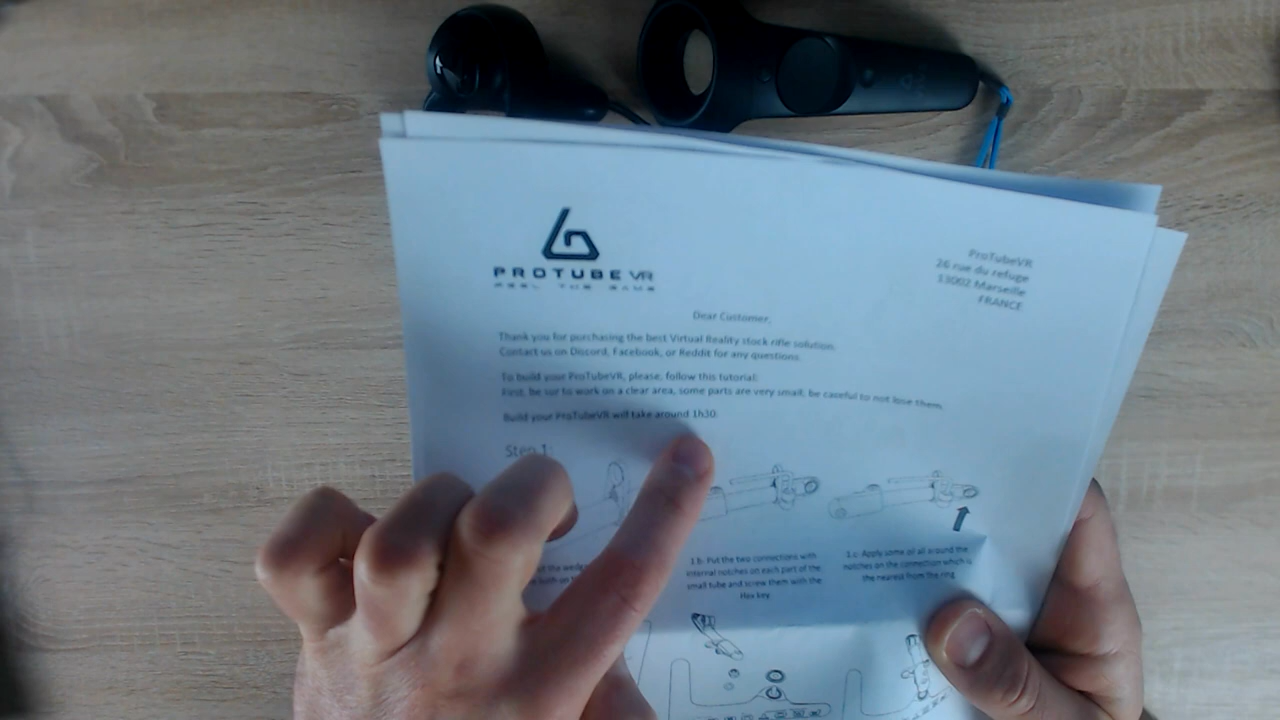 PROTUBE VR
FEEL THE GAME
ProTubeVR
26 rue du refuge
13002 Marseille
FRANCE
Dear Customer,
Thank you for purchasing the best Virtual Reality stock rifle solution.
Contact us on Discord, Facebook, or Reddit for any questions.
To build your ProTubeVR, please, follow this tutorial:
First, be sur to work on a clear area, some parts are very small, be careful to not lose them.
Build your ProTubeVR will take around 1h30.
Step 1:
1.b- Put the two connections with
internal notches on each part of the
small tube and screw them with the
Hex key
1.c- Apply some oil all around the
notches on the connection which is
the nearest from the ring